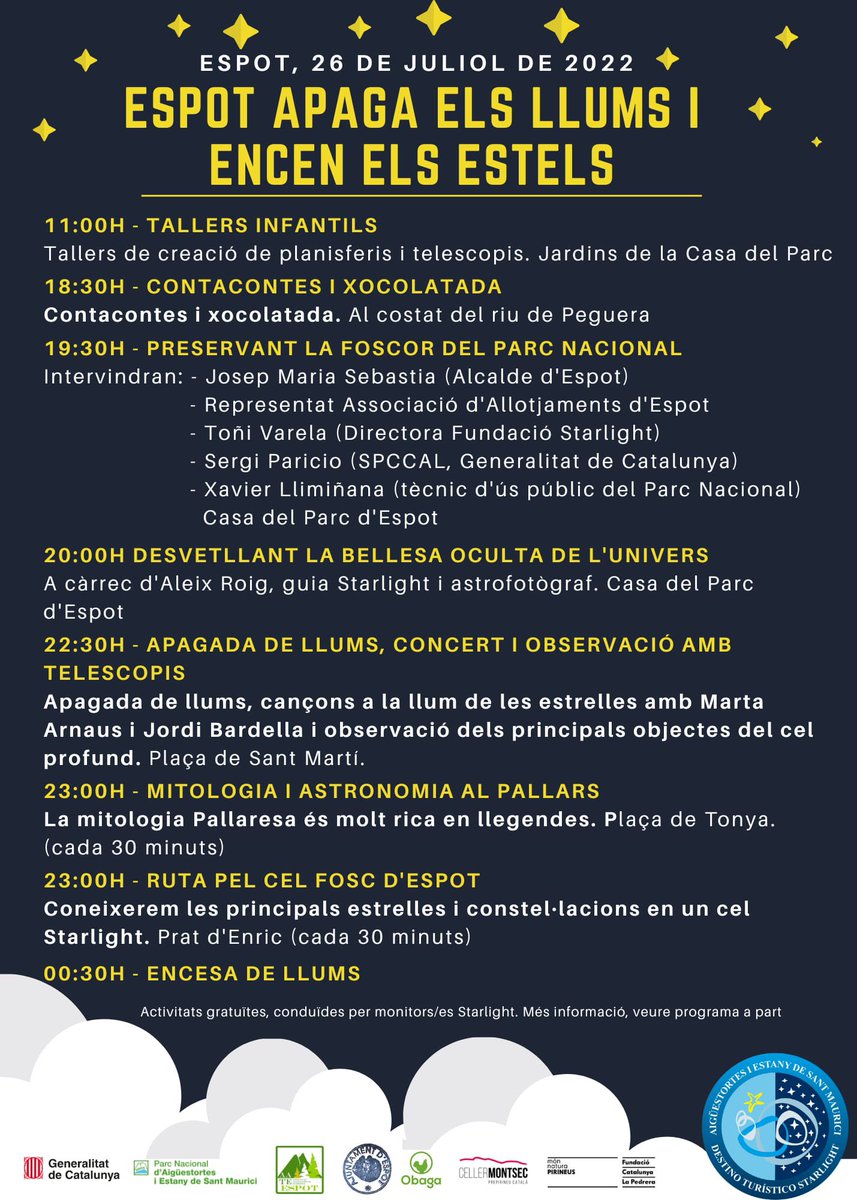 ESPOT, 26 DE JULIOL DE 2022
ESPOT APAGA ELS LLUMS I
ENCEN ELS ESTELS
11:00H - TALLERS INFANTILS
Tallers de creació de planisferis i telescopis. Jardins de la Casa del Parc
18:30H - CONTACONTES I XOCOLATADA
Contacontes i xocolatada. Al costat del riu de Peguera
19:30H - PRESERVANT LA FOSCOR DEL PARC NACIONAL
Intervindran: - Josep Maria Sebastia (Alcalde d'Espot)
- Representat Associació d'Allotjaments d'Espot
- Toñi Varela (Directora Fundació Starlight)
- Sergi Paricio (SPCCAL, Generalitat de Catalunya)
- Xavier Llimiñana (tècnic d'ús públic del Parc Nacional)
Casa del Parc d'Espot
20:00H DESVETLLANT LA BELLESA OCULTA DE L'UNIVERS
A càrrec d'Aleix Roig, guia Starlight i astrofotògraf. Casa del Parc
d'Espot
22:30H - APAGADA DE LLUMS, CONCERT I OBSERVACIÓ AMB
TELESCOPIS
Apagada de llums, cançons a la llum de les estrelles amb Marta
Arnaus i Jordi Bardella i observació dels principals objectes del cel
profund. Plaça de Sant Martí.
23:00H - MITOLOGIA I ASTRONOMIA AL PALLARS
La mitologia Pallaresa és molt rica en llegendes. Plaça de Tonya.
(cada 30 minuts)
23:00H - RUTA PEL CEL FOSC D'ESPOT
Coneixerem les principals estrelles i constel·lacions en un cel
Starlight. Prat d'Enric (cada 30 minuts)
00:30H - ENCESA DE LLUMS
Activitats gratuïtes, conduïdes per monitors/es Starlight. Més informació, veure programa a part
AIGÜESTORTES I ESTANY DE SANT MAURICI
DESTINO TURÍSTICO STARLIGHT
Generalitat
de Catalunya
Parc Nacional
d'Aigüestortes
i Estany de Sant Maurici
ESPOT
AJUNTAMENT D'ESPOT
Obaga
CELLERMONTSEC
PREPIRINEU CATALÀ
món
natura
PIRINEUS
Fundació
Catalunya
La Pedrera